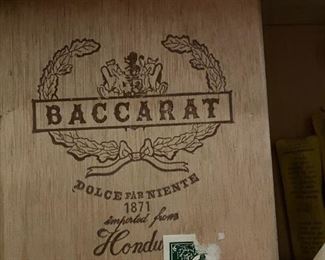 BACCARAT
DOLCE FAR NIENTE
1871
imported from
Hondu